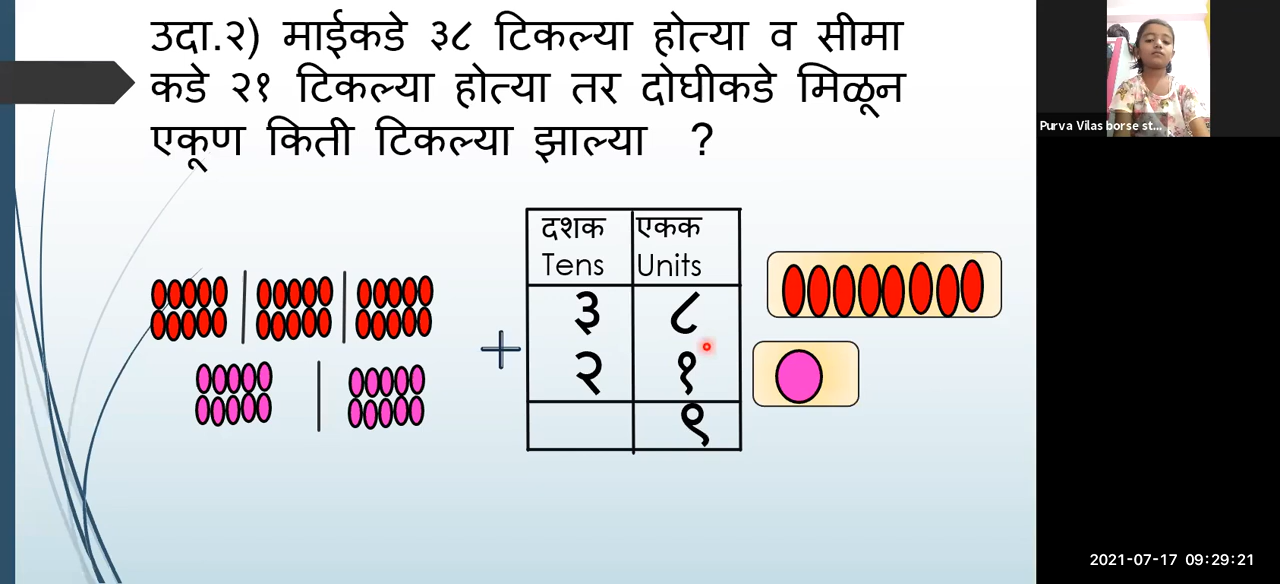 उदा.२) माईकडे ३८ टिकल्या होत्या व सीमा
कडे २१ टिकल्या होत्या तर दोघीकडे मिळून
एकूण किती टिकल्या झाल्या ?
दशक एकक
Tens Units
३ ८
+ २ १
९
Purva Vilas borse st...
2021-07-17 09:29:21